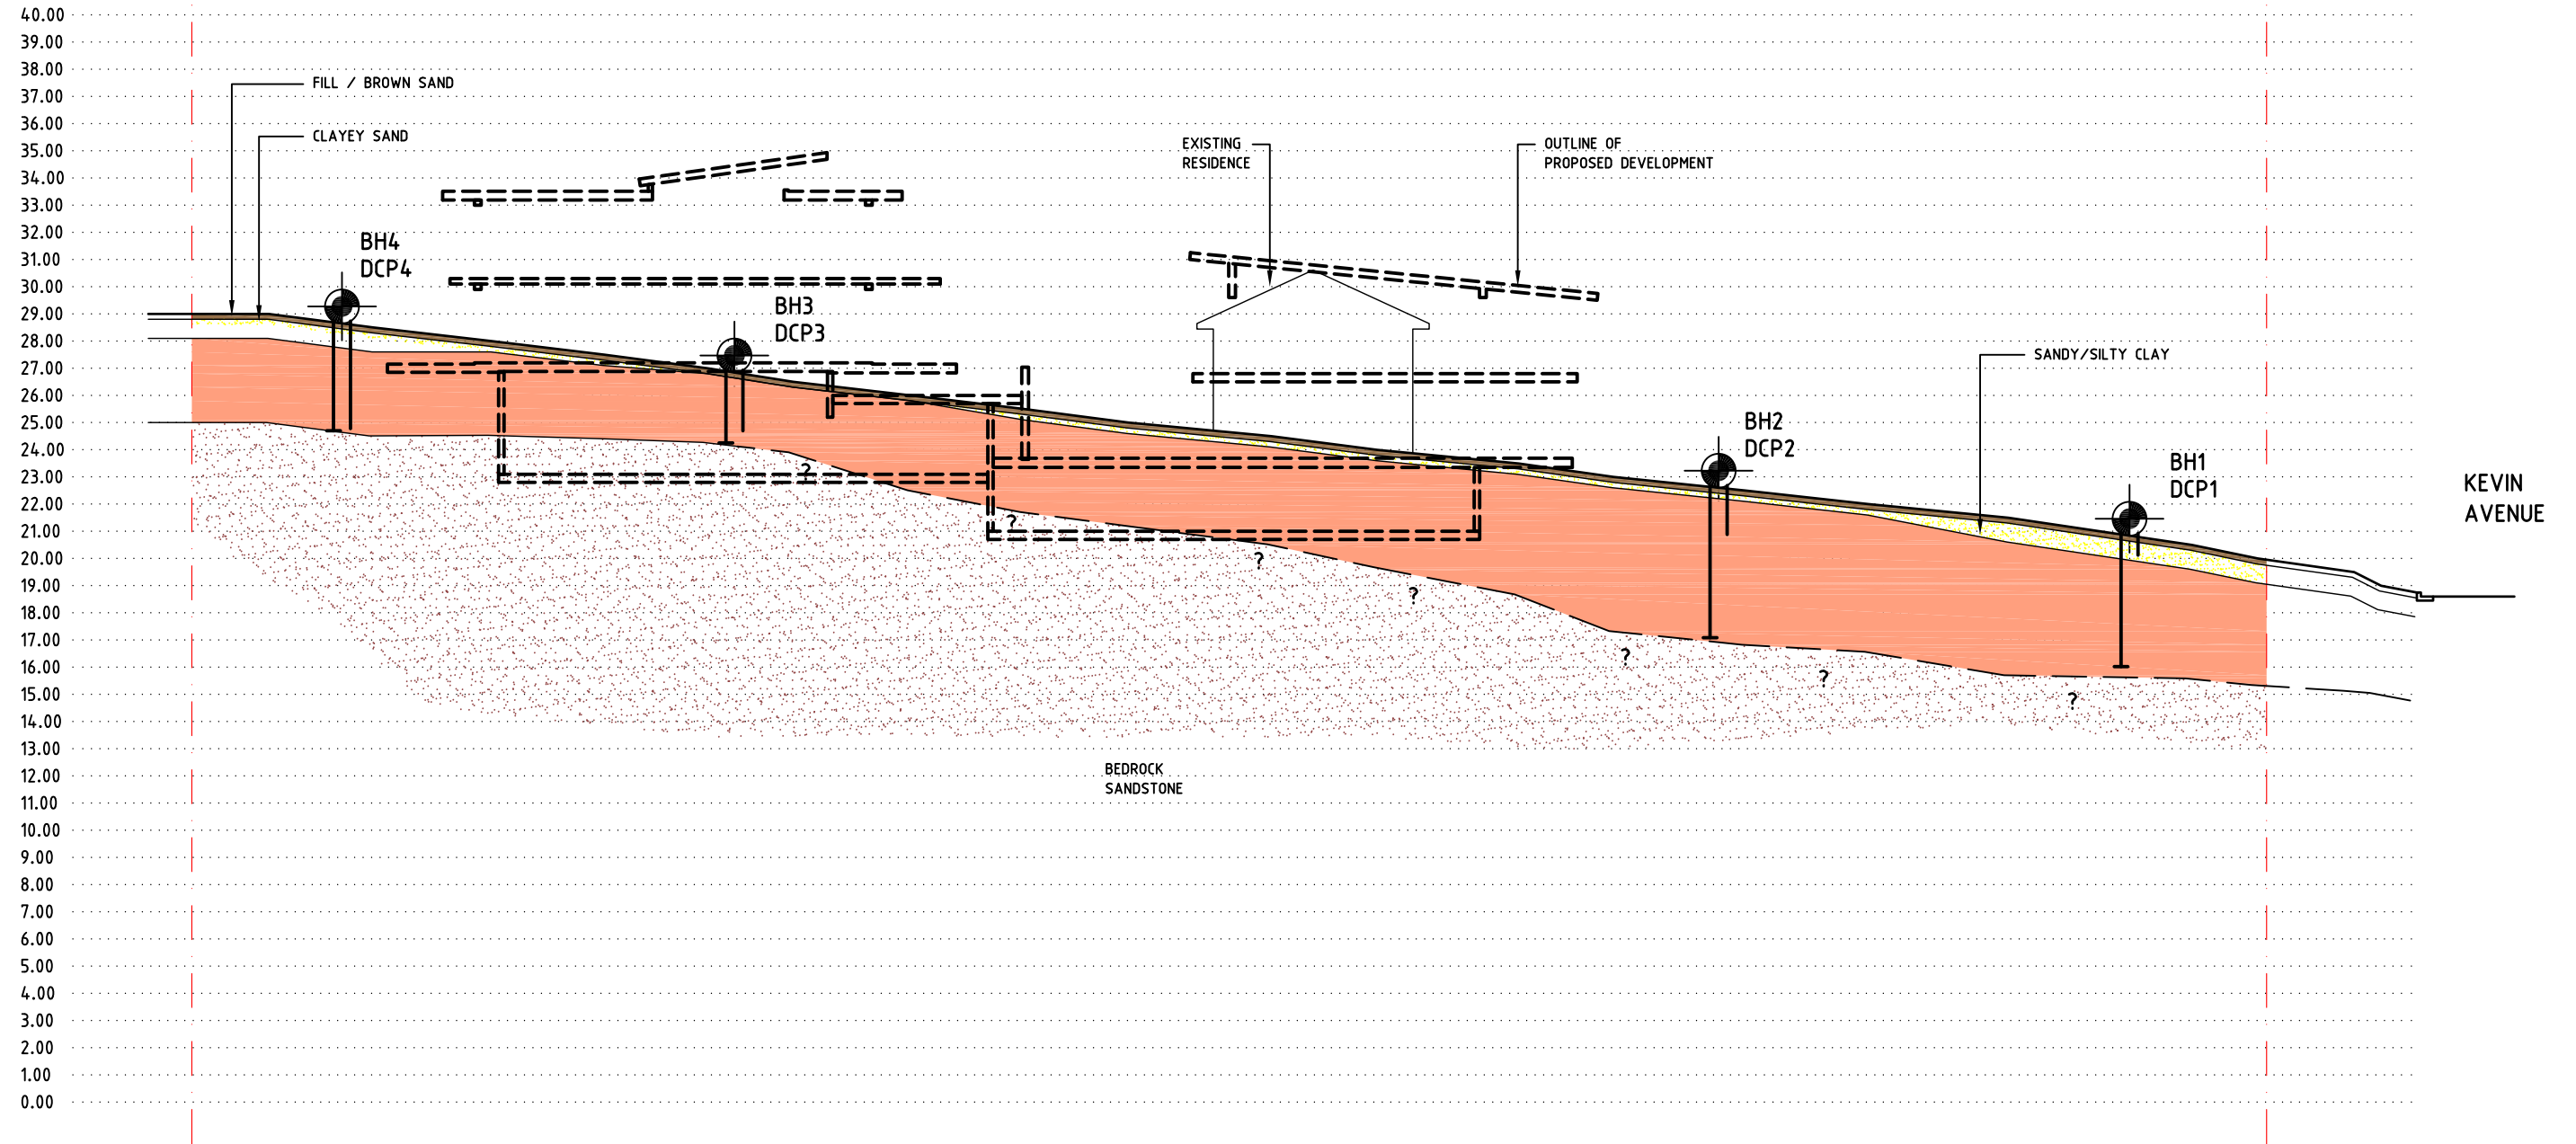 40.00
39.00
38.00
37.00
36.00
35.00
34.00
33.00
32.00
31.00
30.00
29.00
28.00
27.00
26.00
25.00
24.00
23.00
22.00
21.00
20.00
19.00
18.00
17.00
16.00
15.00
14.00
13.00
12.00
11.00
10.00
9.00
8.00
7.00
6.00
5.00
4.00
3.00
2.00
1.00
0.00
FILL / BROWN SAND
CLAYEY SAND
EXISTING
RESIDENCE
OUTLINE OF
PROPOSED DEVELOPMENT
BH4
DCP4
BH3
DCP3
SANDY/SILTY CLAY
BH2
DCP2
BH1
DCP1
KEVIN
AVENUE
?
?
?
?
?
?
?
BEDROCK
SANDSTONE